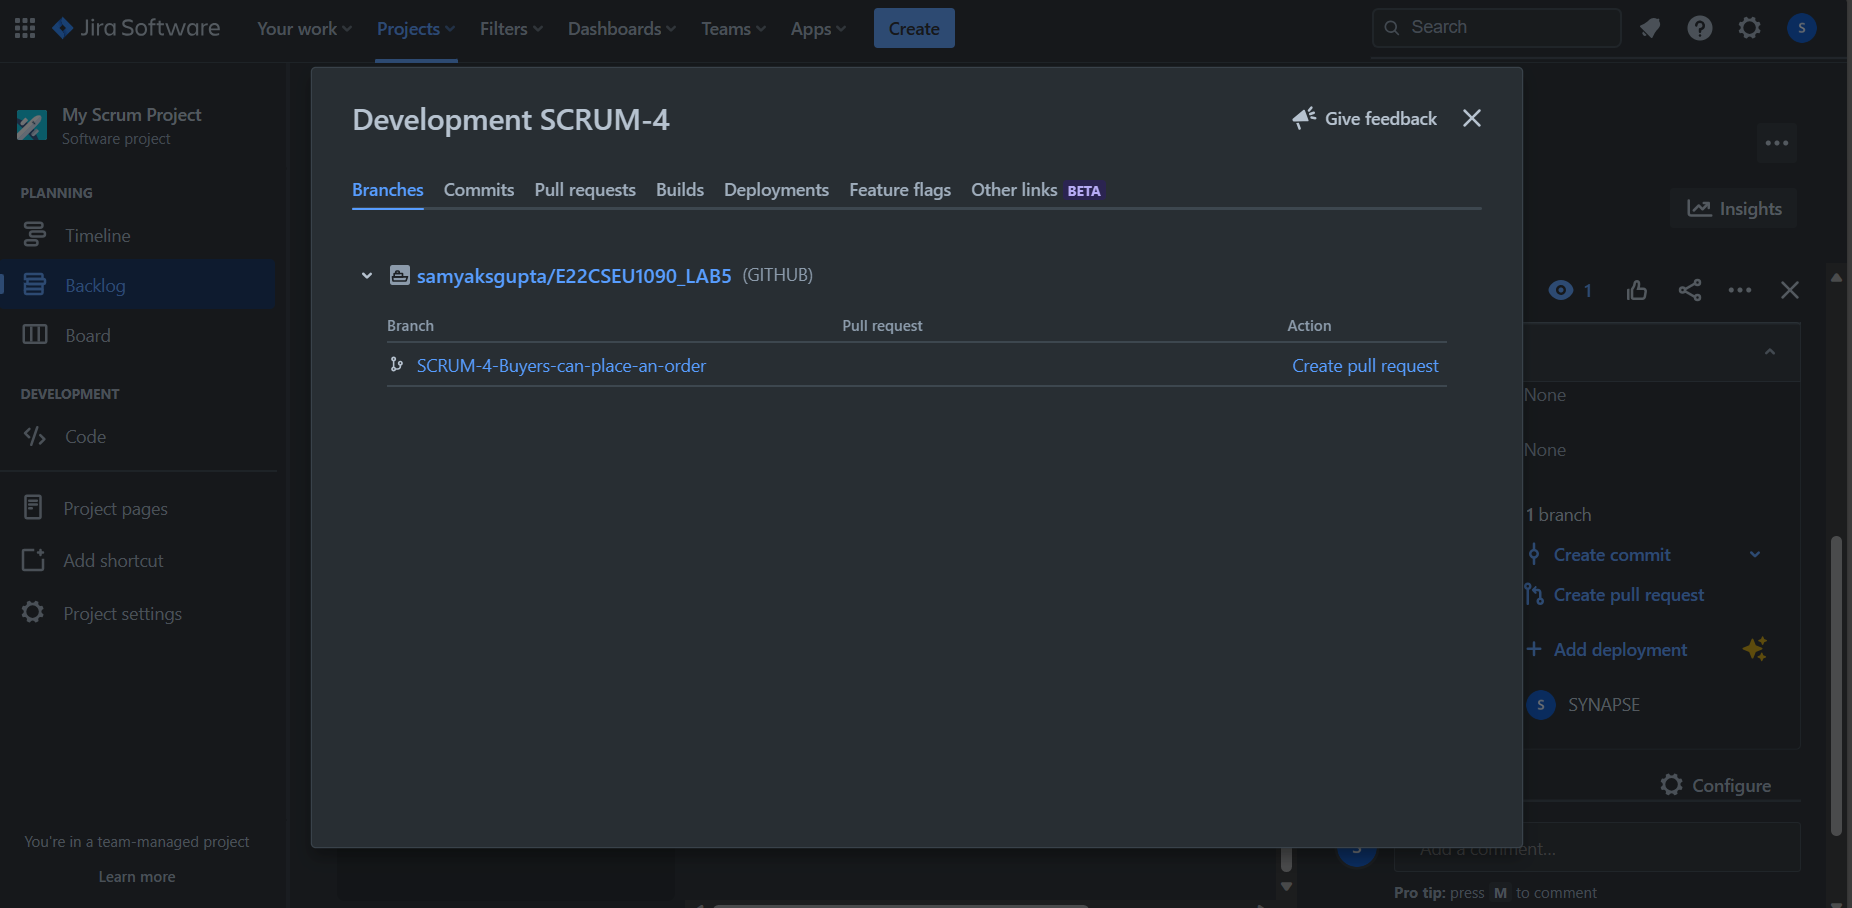 Jira Software
Your work
Projects
Filters
Dashboards
Teams
Apps
Create
Search
S
My Scrum Project
Software project
PLANNING
Timeline
Backlog
Board
DEVELOPMENT
Code
Project pages
Add shortcut
Project settings
You're in a team-managed project
Learn more
Development SCRUM-4
Give feedback
Branches Commits Pull requests Builds Deployments Feature flags Other links BETA
samyaksgupta/E22CSEU1090_LAB5 (GITHUB)
Branch Pull request Action
SCRUM-4-Buyers-can-place-an-order Create pull request
Insights
1
None
None
1 branch
Create commit
Create pull request
Add deployment
S SYNAPSE
Configure
S
Add a comment...
Pro tip: press M to comment